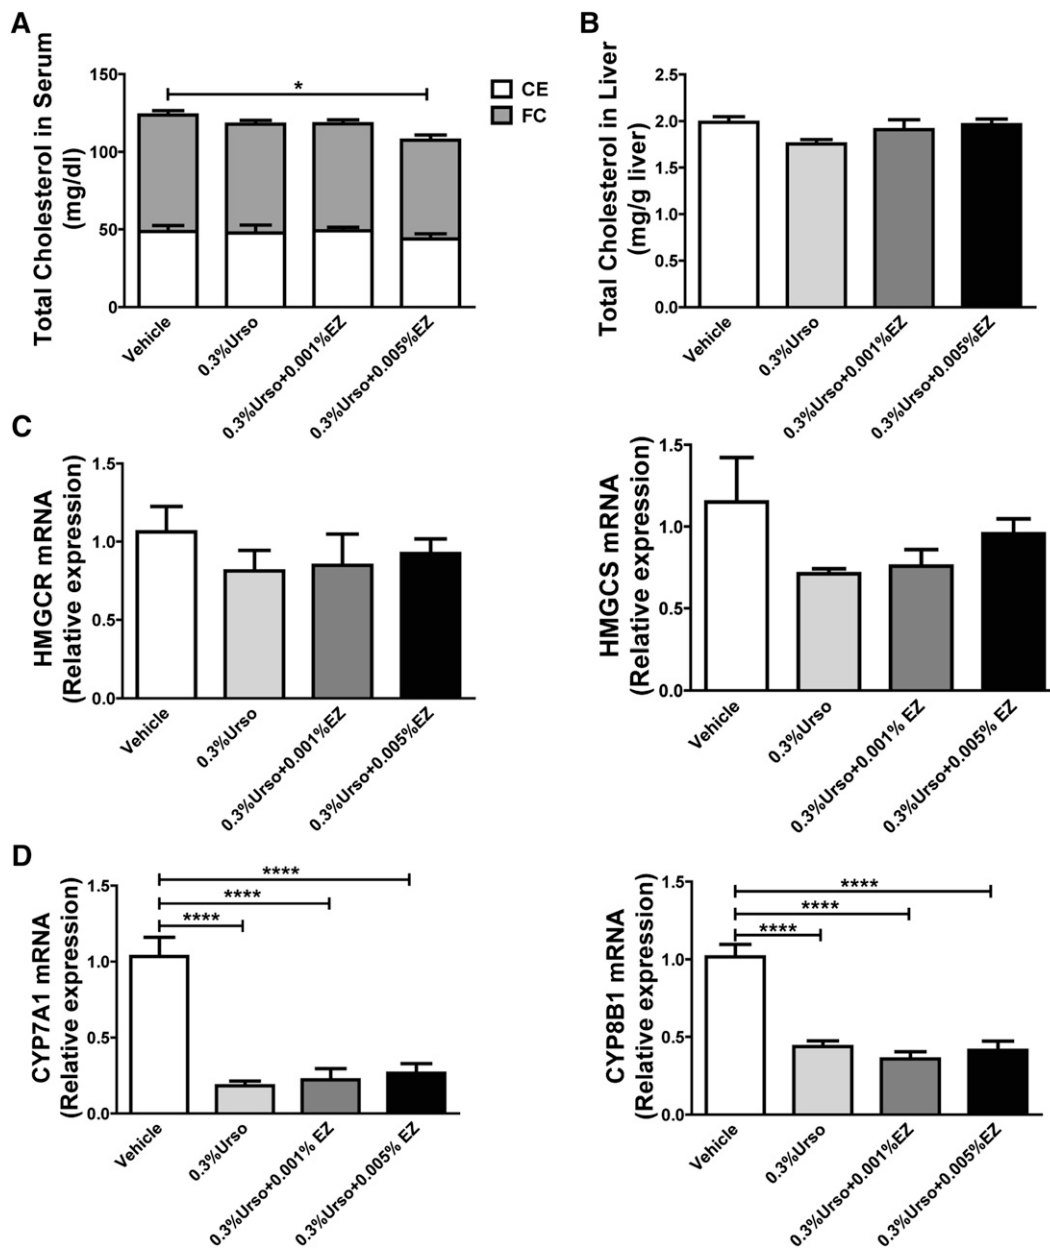 A
Total Cholesterol in Serum
(mg/dl)
150
100
50
0
*
CE
FC
Vehicle
0.3%Urso
0.3%Urso+0.001%EZ
0.3%Urso+0.005%EZ
B
Total Cholesterol in Liver
(mg/g liver)
2.5
2.0
1.5
1.0
0.5
0.0
Vehicle
0.3%Urso
0.3%Urso+0.001%EZ
0.3%Urso+0.005%EZ
C
HMGCR mRNA
(Relative expression)
1.5
1.0
0.5
0.0
Vehicle
0.3%Urso
0.3%Urso+0.001%EZ
0.3%Urso+0.005%EZ
HMGCS mRNA
(Relative expression)
1.5
1.0
0.5
0.0
Vehicle
0.3%Urso
0.3%Urso+0.001% EZ
0.3%Urso+0.005% EZ
D
CYP7A1 mRNA
(Relative expression)
1.5
1.0
0.5
0.0
****
****
****
Vehicle
0.3%Urso
0.3%Urso+0.001% EZ
0.3%Urso+0.005% EZ
CYP8B1 mRNA
(Relative expression)
1.5
1.0
0.5
0.0
****
****
****
Vehicle
0.3%Urso
0.3%Urso+0.001%EZ
0.3%Urso+0.005%EZ